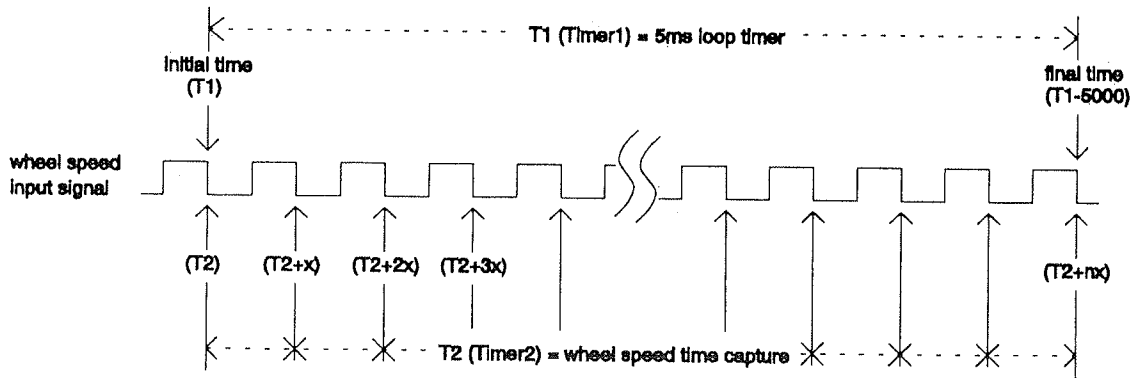 T1 (Timer1) = 5ms loop timer
initial time
(T1)
final time
(T1-5000)
wheel speed
input signal
(T2)
(T2+x)
(T2+2x)
(T2+3x)
(T2+nx)
T2 (Timer2) = wheel speed time capture